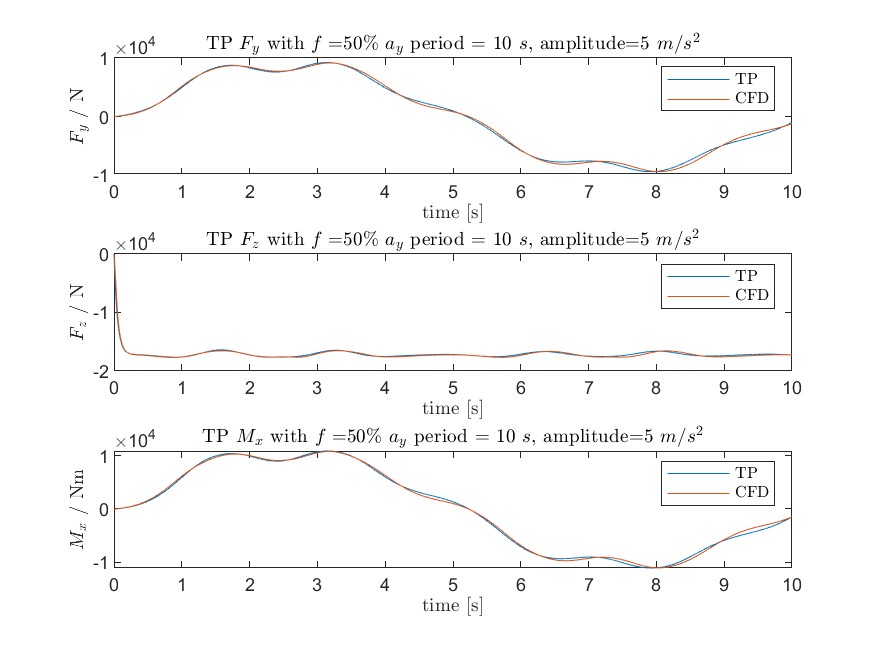 TP F_y with f =50% a_y period = 10 s, amplitude=5 m/s^2
×10^4
1
0
-1
F_y / N
TP
CFD
0 1 2 3 4 5 6 7 8 9 10
time [s]
TP F_z with f =50% a_y period = 10 s, amplitude=5 m/s^2
×10^4
0
-1
-2
F_z / N
TP
CFD
0 1 2 3 4 5 6 7 8 9 10
time [s]
TP M_x with f =50% a_y period = 10 s, amplitude=5 m/s^2
×10^4
1
0
-1
M_x / Nm
TP
CFD
0 1 2 3 4 5 6 7 8 9 10
time [s]